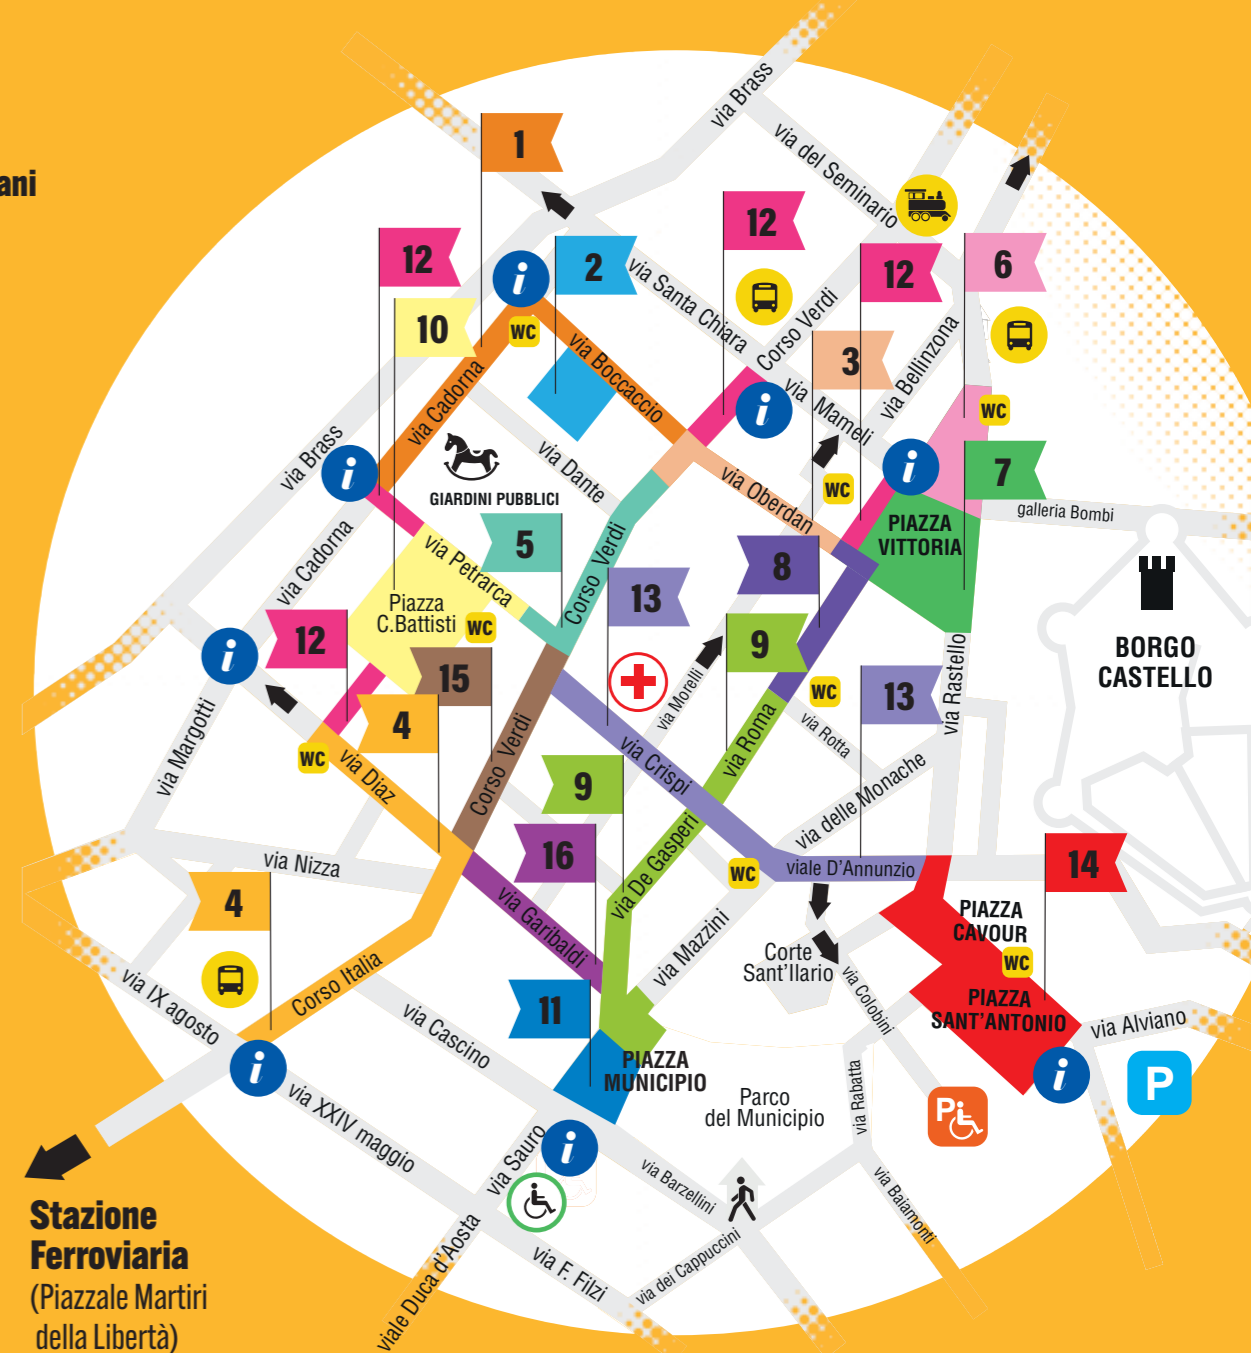 ani
via Brass
via del Seminario
1
12
12
2
12
6
10
via Santa Chiara
Corso Verdi
via Bellinzona
WC
via Boccaccio
3
via Mameli
via Cadorna
WC
via Brass
via Dante
7
GIARDINI PUBBLICI
via Oberdan
WC
galleria Bombi
PIAZZA
VITTORIA
5
via Cadorna
via Petrarca
Corso Verdi
8
13
Piazza
C.Battisti
WC
BORGO
CASTELLO
12
9
15
13
via Rastello
via Morelli
WC
4
via Margotti
WC
via Diaz
Corso Verdi
via Crispi
via Roma
via Rotta
via delle Monache
9
16
via Nizza
via De Gasperi
WC
viale D'Annunzio
14
4
via Garibaldi
via Mazzini
PIAZZA
CAVOUR
WC
Corte
Sant'Ilario
via IX agosto
Corso Italia
via Colobini
PIAZZA
SANT'ANTONIO
via Alviano
11
via Cascino
PIAZZA
MUNICIPIO
Parco
del Municipio
via Rabatta
P
P
via XXIV maggio
via Sauro
via Barzellini
via Baiamonti
Stazione
Ferroviaria
(Piazzale Martiri
della Libertà)
viale Duca d'Aosta
via F. Filzi
via dei Cappuccini
i
i
i
i
i
i
i
i